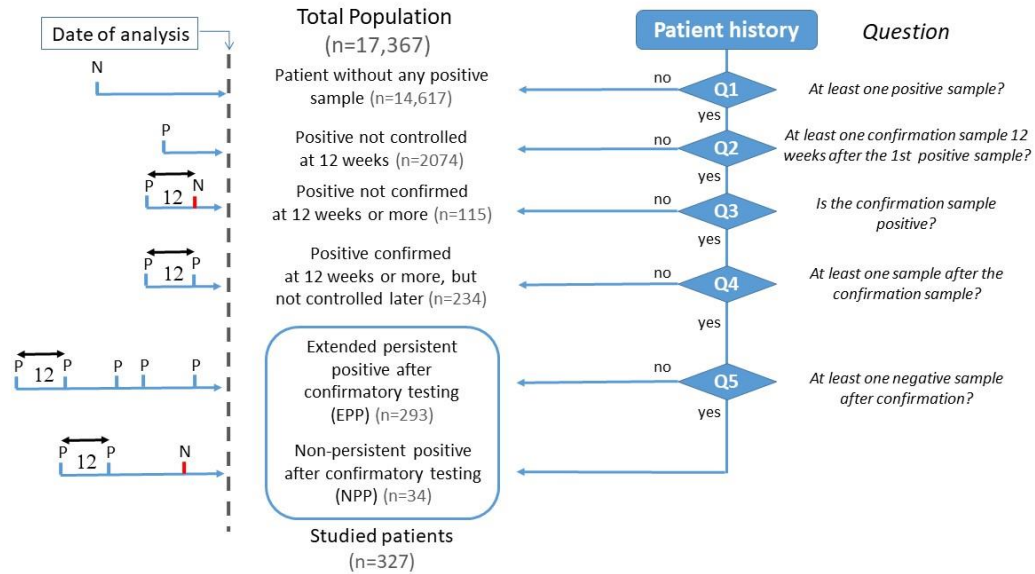 Date of analysis
Total Population
(n=17,367)
Patient history
Question
N
Patient without any positive
sample (n=14,617)
no
Q1
yes
At least one positive sample?
P
Positive not controlled
at 12 weeks (n=2074)
no
Q2
yes
At least one confirmation sample 12
weeks after the 1st positive sample?
P N
12
Positive not confirmed
at 12 weeks or more (n=115)
no
Q3
yes
Is the confirmation sample
positive?
P P
12
Positive confirmed
at 12 weeks or more, but
not controlled later (n=234)
no
Q4
yes
At least one sample after the
confirmation sample?
P P P P P
12
Extended persistent
positive after
confirmatory testing
(EPP) (n=293)
no
Q5
yes
At least one negative sample
after confirmation?
P P N
12
Non-persistent positive
after confirmatory testing
(NPP) (n=34)
Studied patients
(n=327)